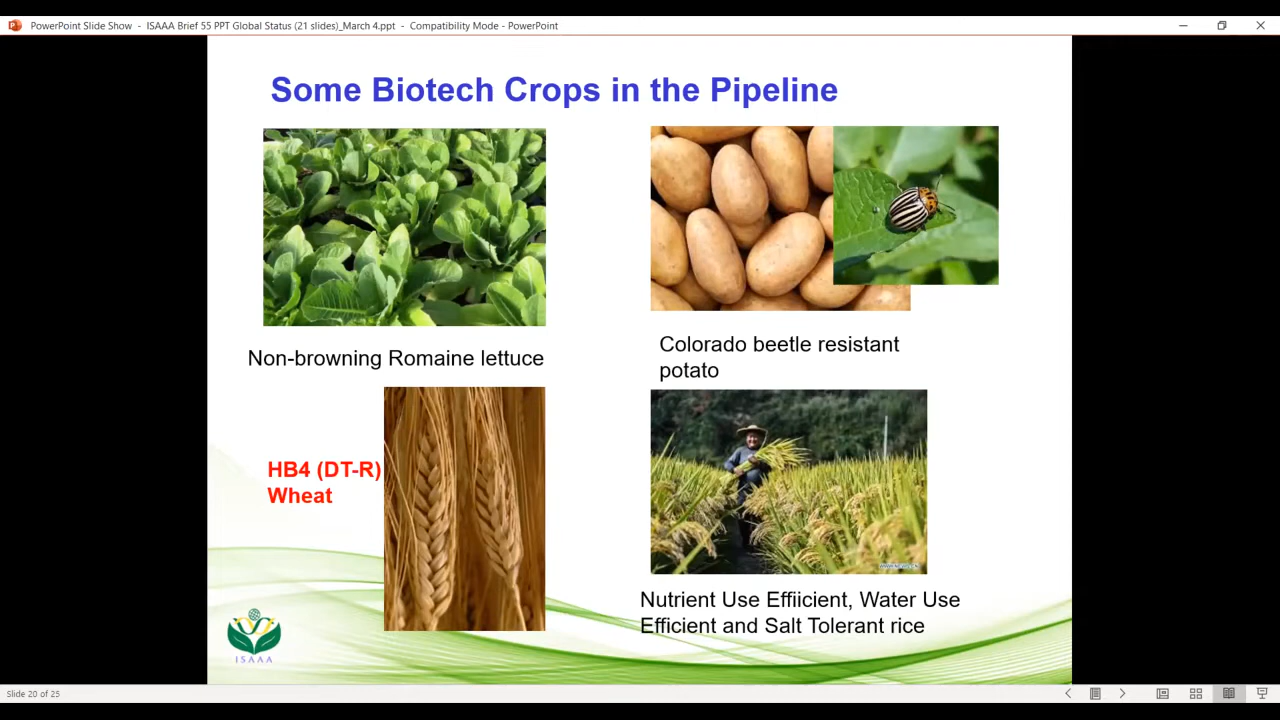 PowerPoint Slide Show - ISAAA Brief 55 PPT Global Status (21 slides)_March 4.ppt - Compatibility Mode - PowerPoint
Some Biotech Crops in the Pipeline
Non-browning Romaine lettuce
Colorado beetle resistant
potato
HB4 (DT-R)
Wheat
Nutrient Use Effiicient, Water Use
Efficient and Salt Tolerant rice
ISAAA
Slide 20 of 25